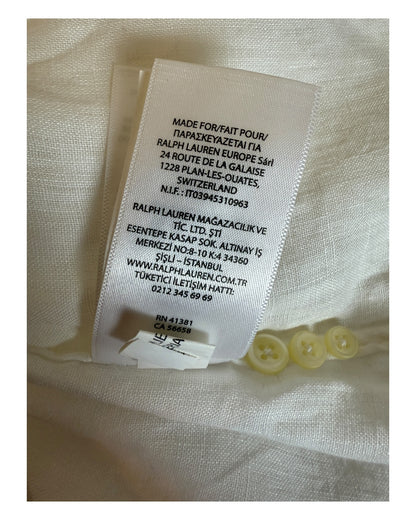 MADE FOR/FAIT POUR/
ΠΑΡΑΣΚΕΥΑΖΕΤΑΙ ΓΙΑ
RALPH LAUREN EUROPE Sárl
24 ROUTE DE LA GALAISE
1228 PLAN-LES-OUATES,
SWITZERLAND
N.I.F. : IT03945310963
RALPH LAUREN MAĞAZACILIK VE
TİC. LTD. ŞTİ
ESENTEPE KASAP SOK. ALTINAY İŞ
MERKEZİ NO:8-10 K:4 34360
ŞİŞLİ – İSTANBUL
WWW.RALPHLAUREN.COM.TR
TÜKETİCİ İLETİŞİM HATTI:
0212 345 69 69
RN 41381
CA 56658